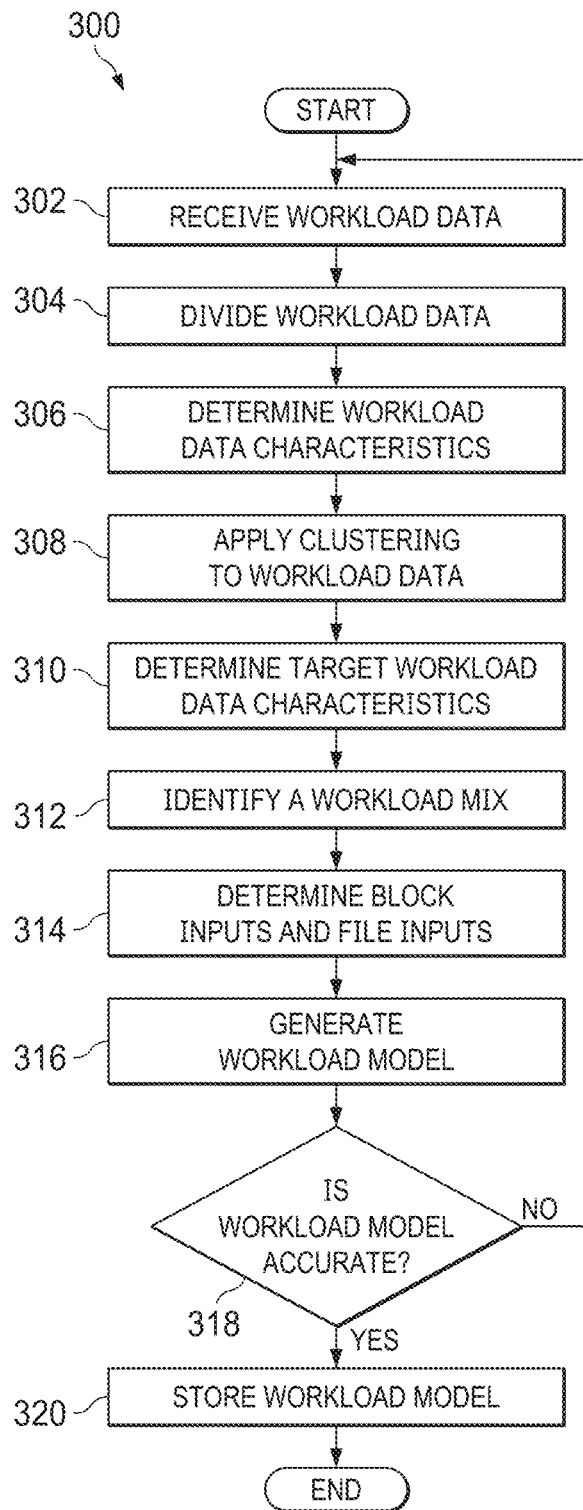 300
START
302
RECEIVE WORKLOAD DATA
304
DIVIDE WORKLOAD DATA
306
DETERMINE WORKLOAD
DATA CHARACTERISTICS
308
APPLY CLUSTERING
TO WORKLOAD DATA
310
DETERMINE TARGET WORKLOAD
DATA CHARACTERISTICS
312
IDENTIFY A WORKLOAD MIX
314
DETERMINE BLOCK
INPUTS AND FILE INPUTS
316
GENERATE
WORKLOAD MODEL
IS
WORKLOAD MODEL
ACCURATE?
NO
318
YES
320
STORE WORKLOAD MODEL
END